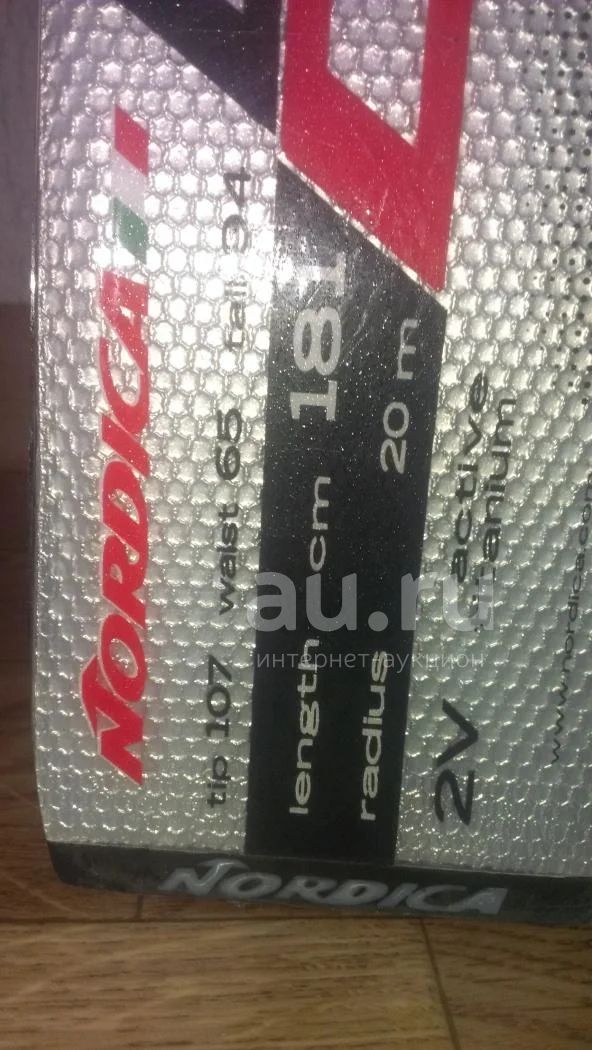 NORDICA
tip 107 waist 65 tail 94
length cm 181
radius 20 m
2V active
titanium
www.nordica.com
NORDICA
au.ru
интернет-аукцион